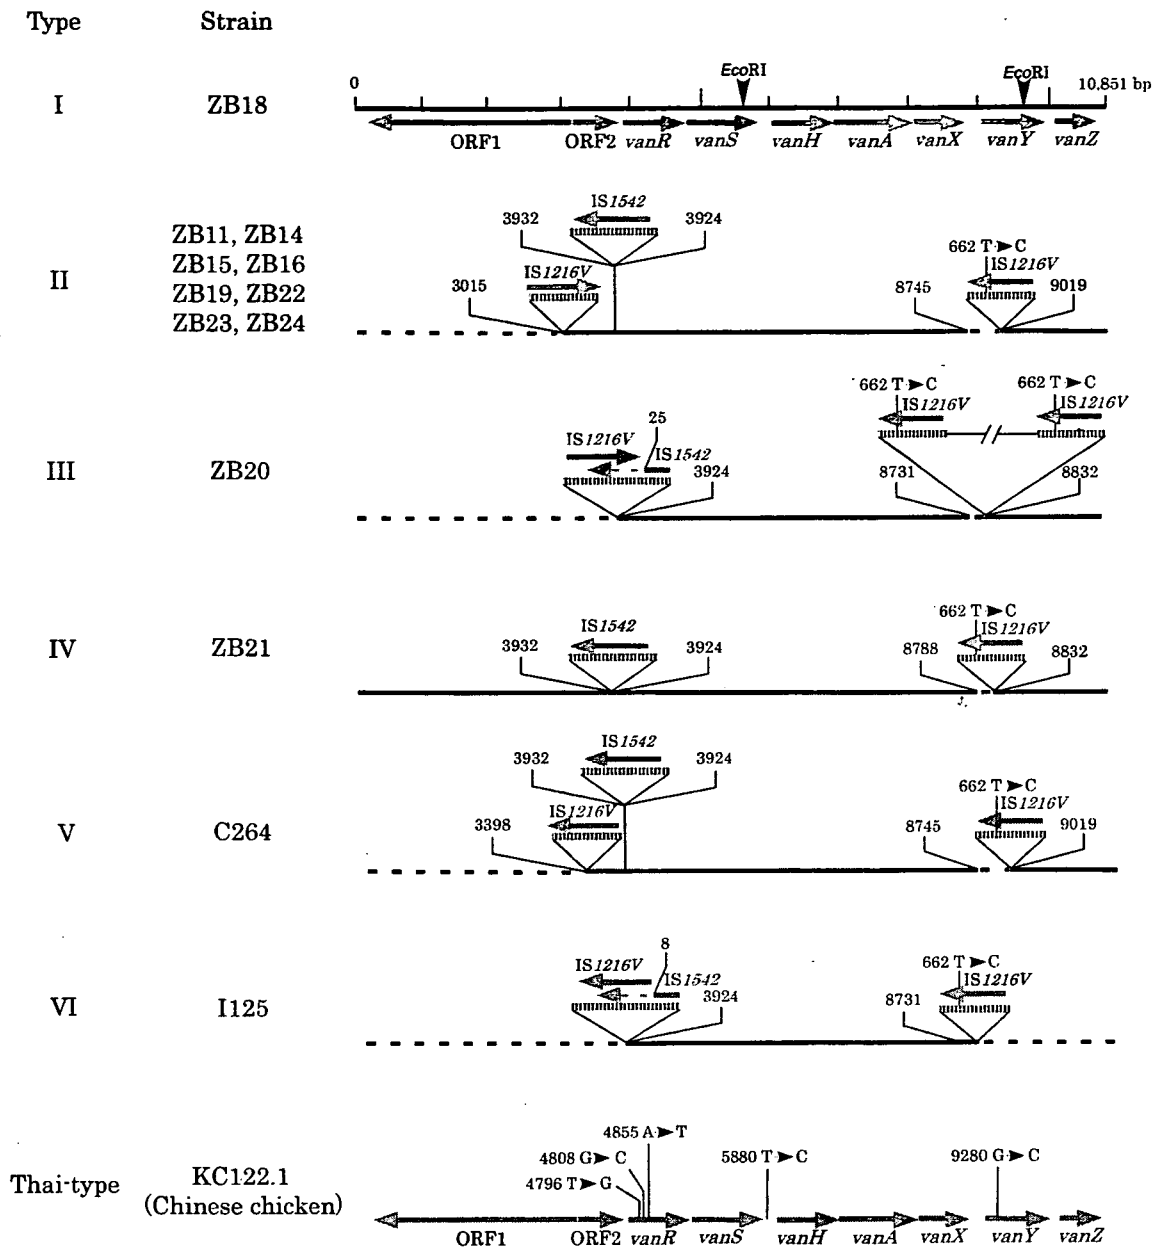 Type Strain
I ZB18
0 EcoRI EcoRI 10,851 bp
ORF1 ORF2 vanR vanS vanH vanA vanX vanY vanZ
II
ZB11, ZB14
ZB15, ZB16
ZB19, ZB22
ZB23, ZB24
IS1542
3932 3924
662 T►C
IS1216V IS1216V
3015 8745 9019
III ZB20
662 T►C 662 T►C
IS1216V IS1216V
25
IS1216V IS1542
3924 8731 8832
IV ZB21
662 T►C
IS1542 IS1216V
3932 3924 8788 8832
V C264
IS1542
3932 3924
662 T►C
IS1216V IS1216V
3398 8745 9019
VI I125
8
662 T►C
IS1216V IS1542 IS1216V
3924 8731
Thai-type KC122.1
(Chinese chicken)
4855 A►T
4808 G►C 5880 T►C 9280 G►C
4796 T►G
ORF1 ORF2 vanR vanS vanH vanA vanX vanY vanZ